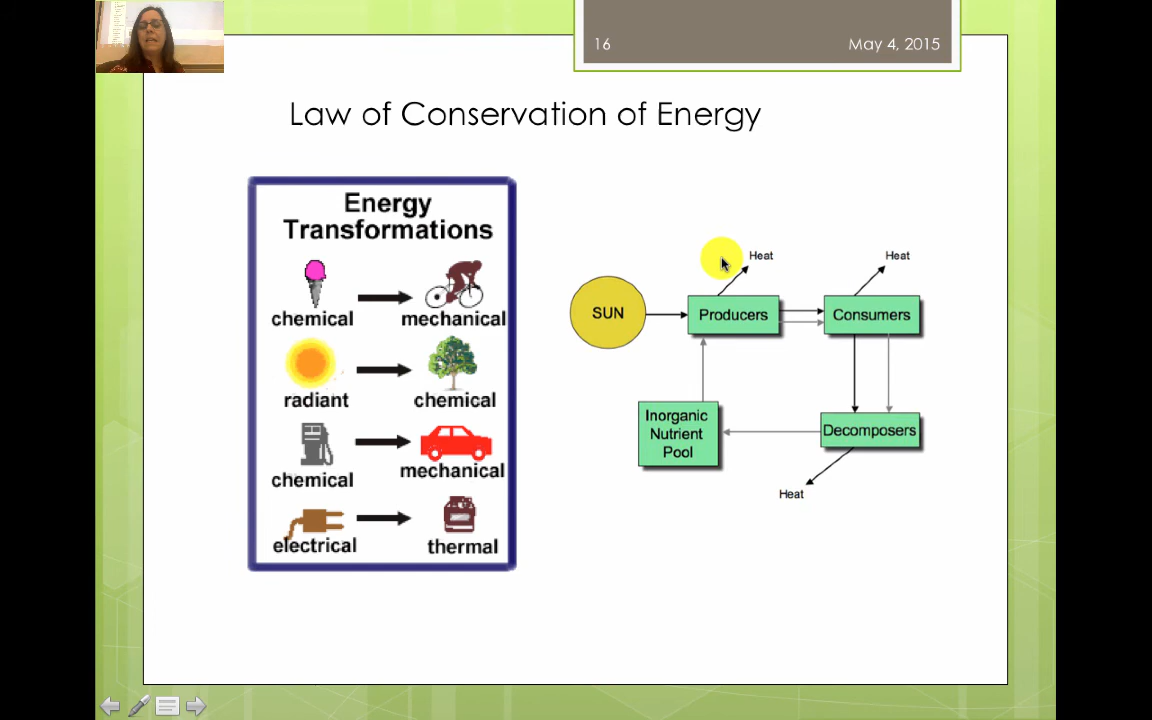 16
May 4, 2015
Law of Conservation of Energy
Energy
Transformations
chemical
mechanical
radiant
chemical
chemical
mechanical
electrical
thermal
Heat
Heat
SUN
Producers
Consumers
Inorganic
Nutrient
Pool
Decomposers
Heat